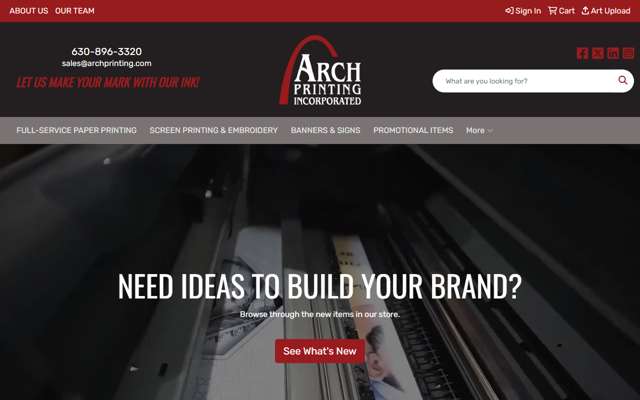 ABOUT US OUR TEAM
Sign In Cart Art Upload
630-896-3320
sales@archprinting.com
LET US MAKE YOUR MARK WITH OUR INK!
ARCH
PRINTING
INCORPORATED
What are you looking for?
FULL-SERVICE PAPER PRINTING SCREEN PRINTING & EMBROIDERY BANNERS & SIGNS PROMOTIONAL ITEMS More
NEED IDEAS TO BUILD YOUR BRAND?
Browse through the new items in our store.
See What's New